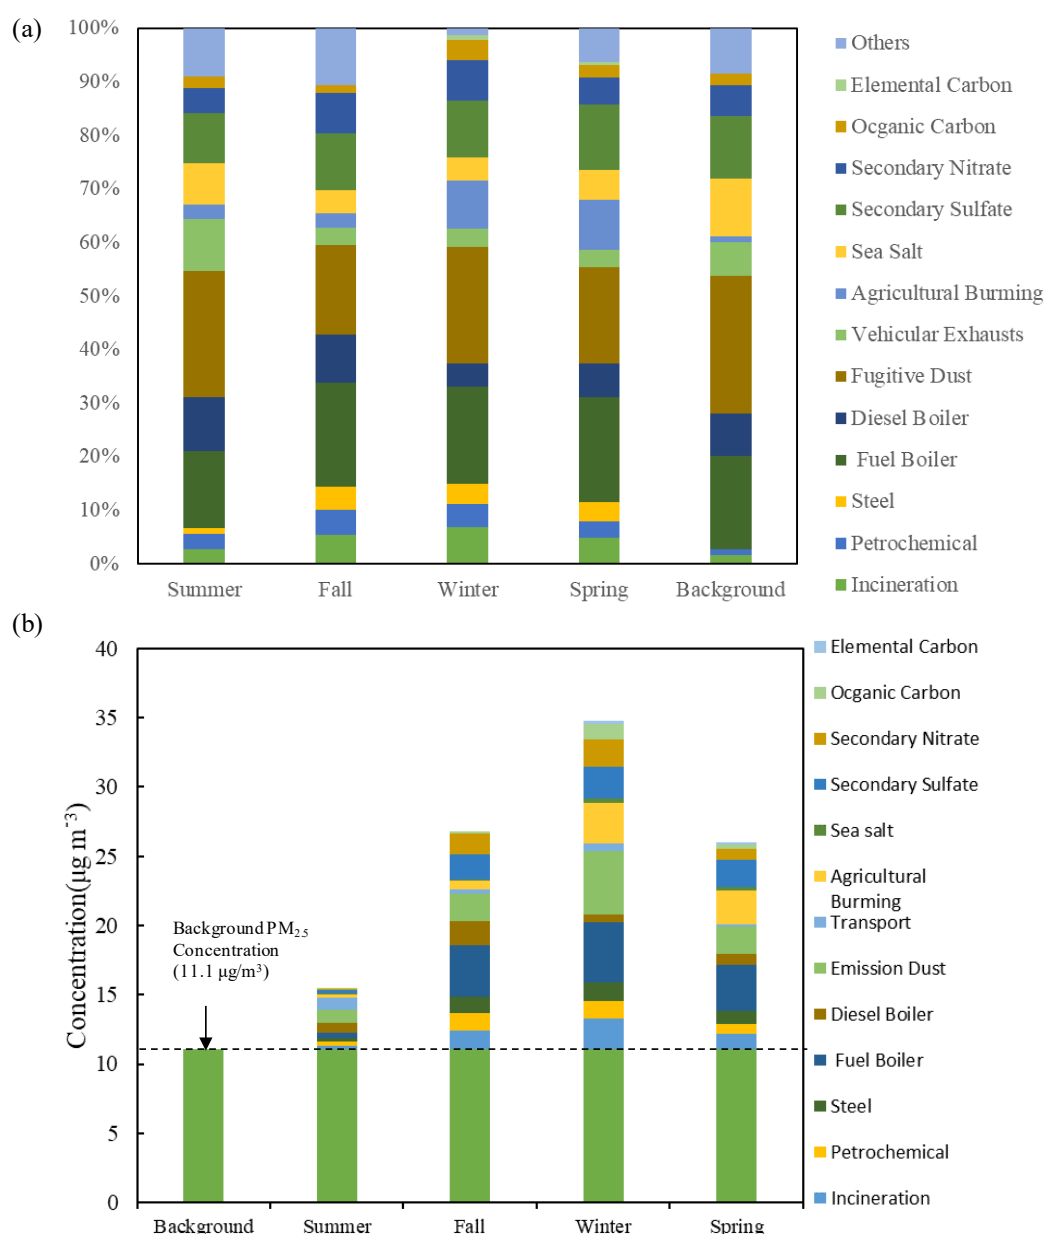 (a)
100%
90%
80%
70%
60%
50%
40%
30%
20%
10%
0%
Summer
Fall
Winter
Spring
Background
Others
Elemental Carbon
Ocganic Carbon
Secondary Nitrate
Secondary Sulfate
Sea Salt
Agricultural Burming
Vehicular Exhausts
Fugitive Dust
Diesel Boiler
Fuel Boiler
Steel
Petrochemical
Incineration
(b)
Concentration(μg m-3)
40
35
30
25
20
15
10
5
0
Background PM2.5
Concentration
(11.1 μg/m3)
Background
Summer
Fall
Winter
Spring
Elemental Carbon
Ocganic Carbon
Secondary Nitrate
Secondary Sulfate
Sea salt
Agricultural
Burming
Transport
Emission Dust
Diesel Boiler
Fuel Boiler
Steel
Petrochemical
Incineration